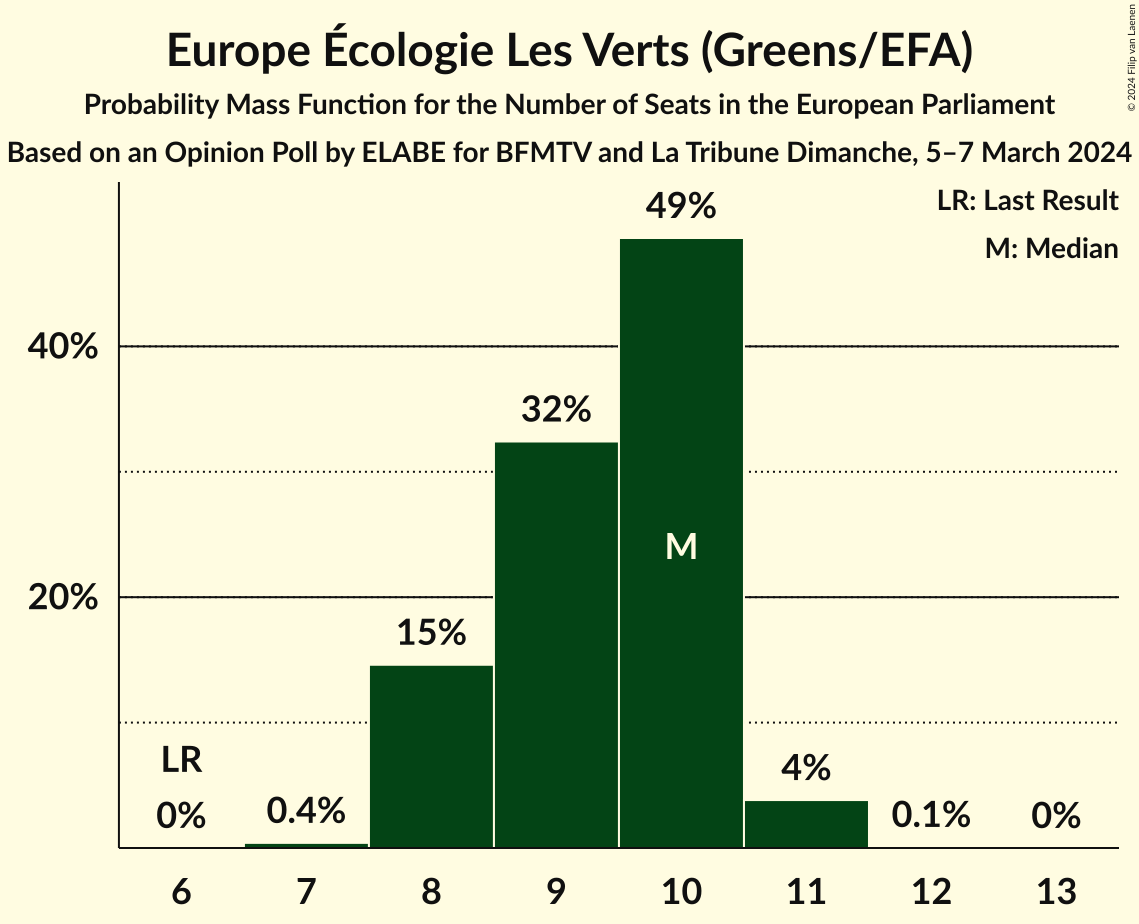 Europe Écologie Les Verts (Greens/EFA)
Probability Mass Function for the Number of Seats in the European Parliament
Based on an Opinion Poll by ELABE for BFMTV and La Tribune Dimanche, 5–7 March 2024
© 2024 Filip van Laenen
LR: Last Result
M: Median
49%
40%
32%
M
20%
15%
LR
4%
0%
0.4%
0.1%
0%
6 7 8 9 10 11 12 13